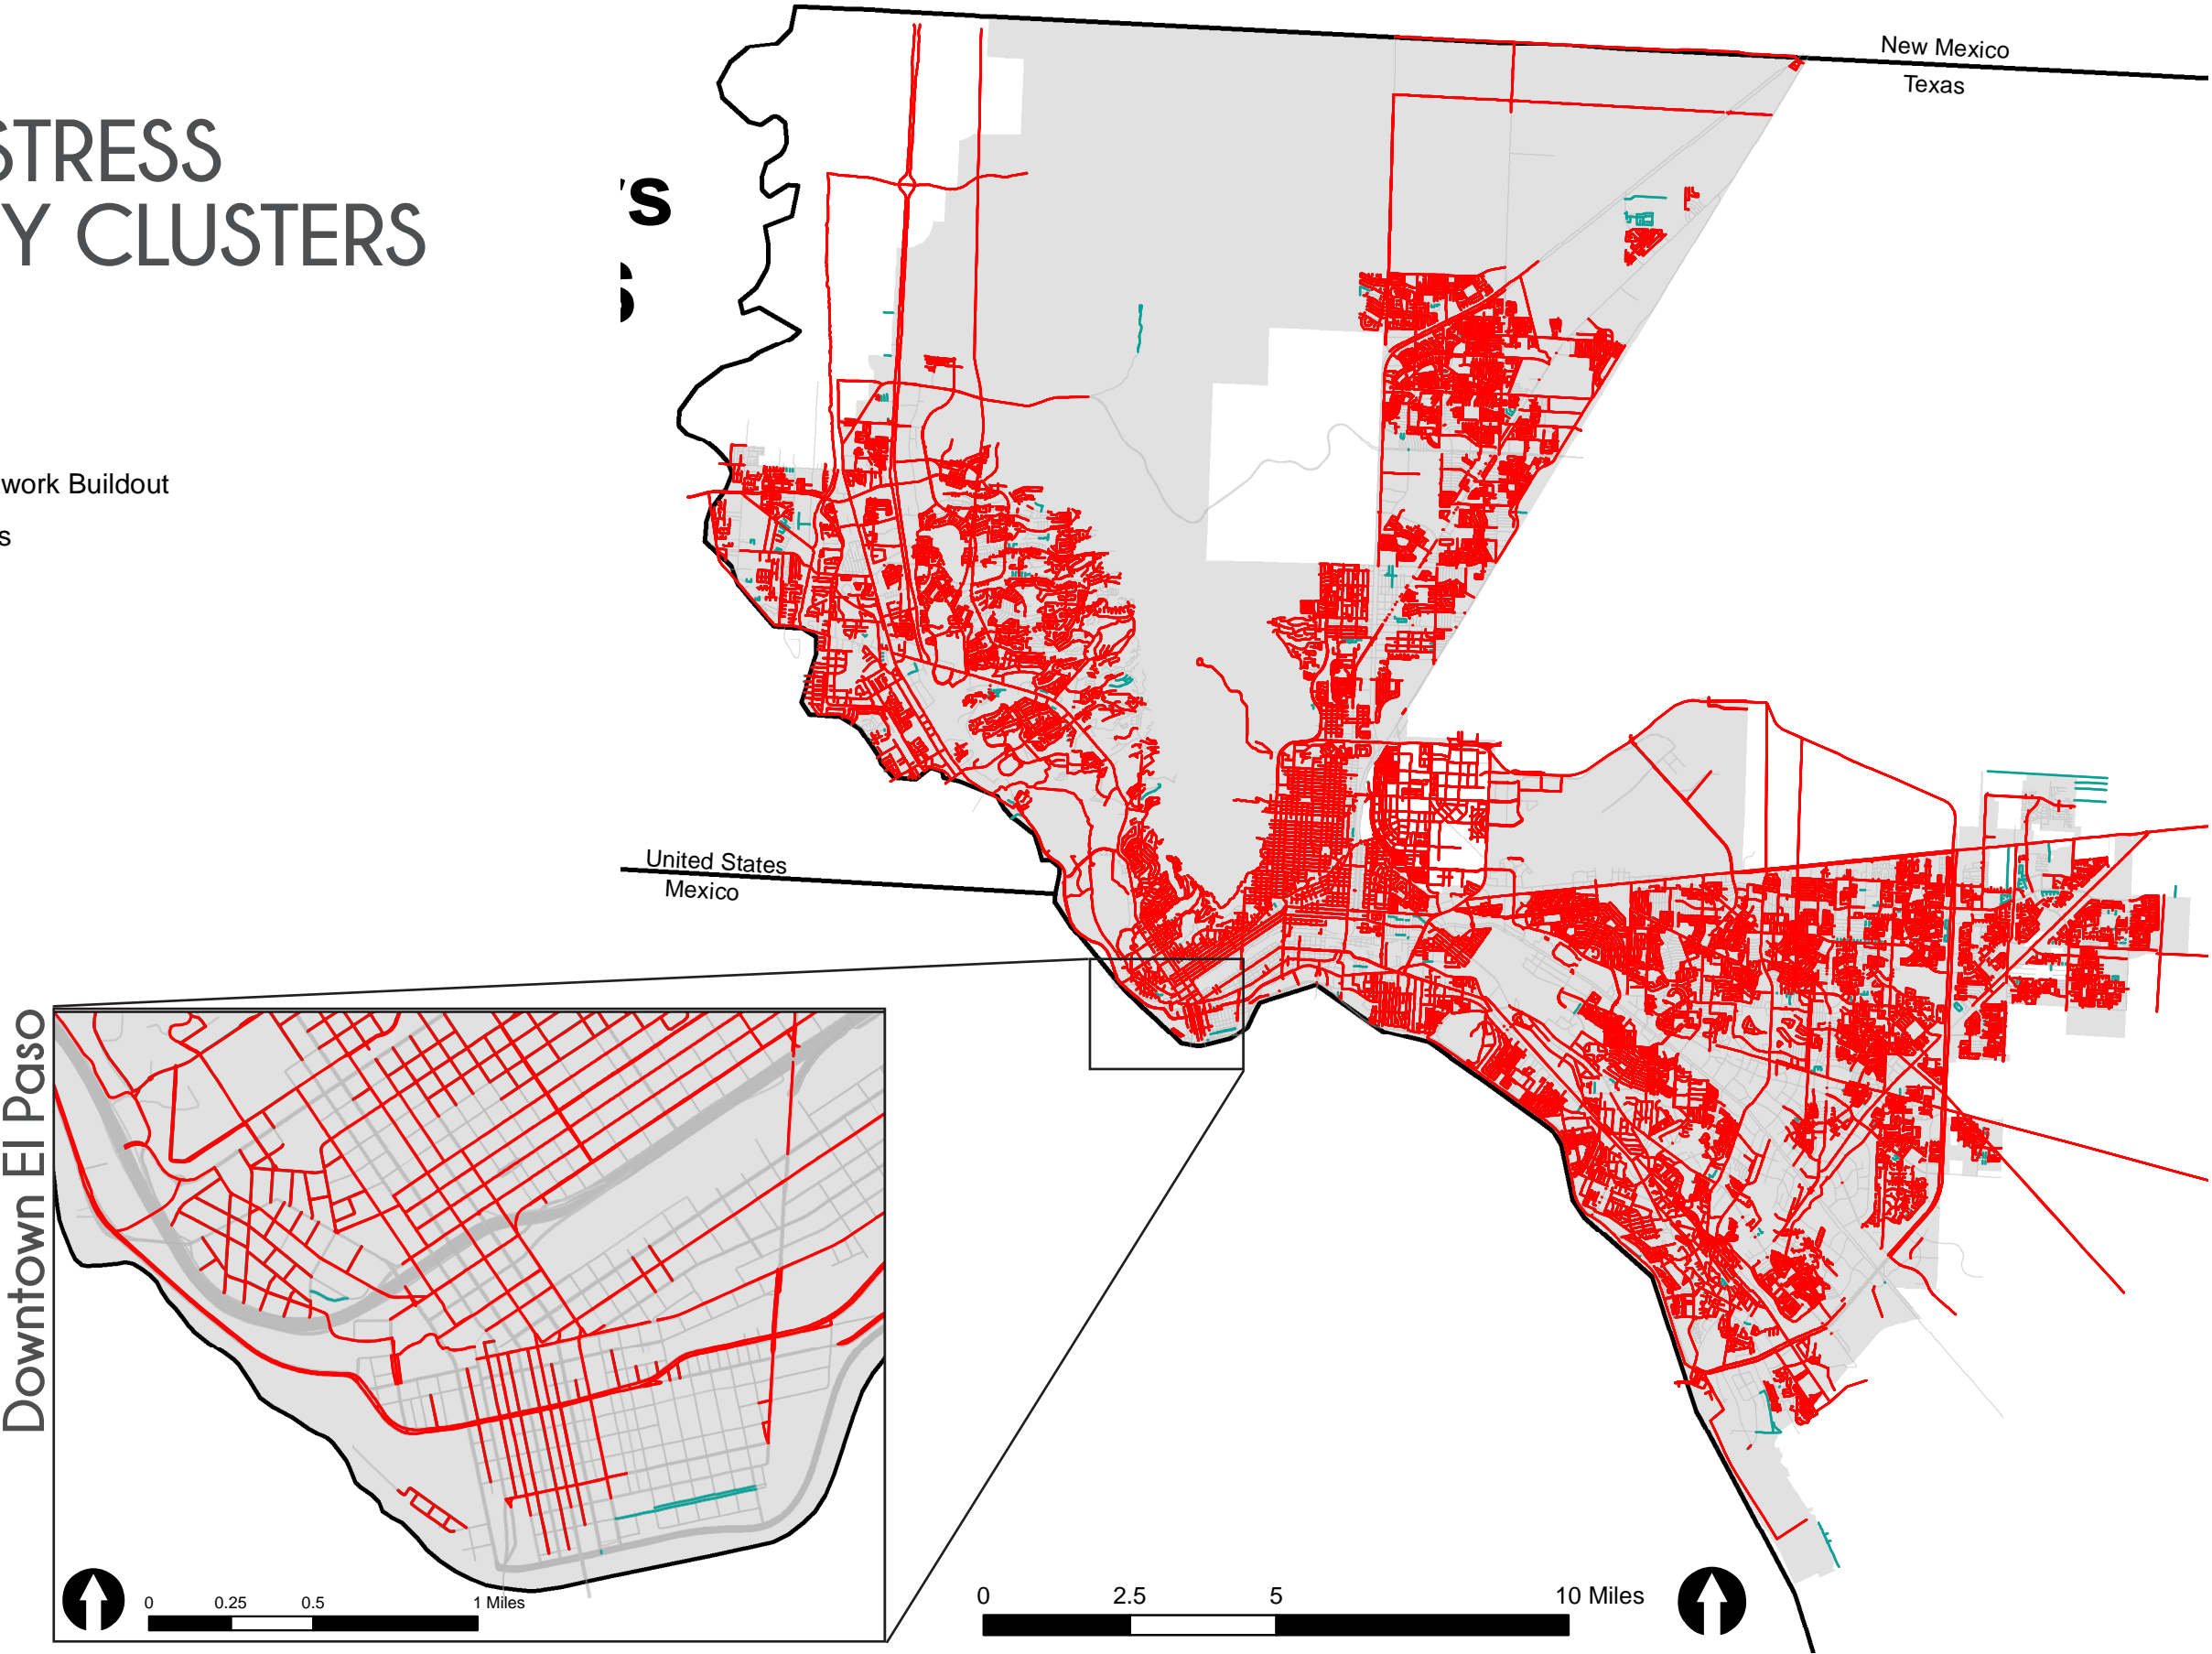 STRESS
Y CLUSTERS
's
work Buildout
s
New Mexico
Texas
United States
Mexico
Downtown El Paso
0 0.25 0.5 1 Miles
0 2.5 5 10 Miles